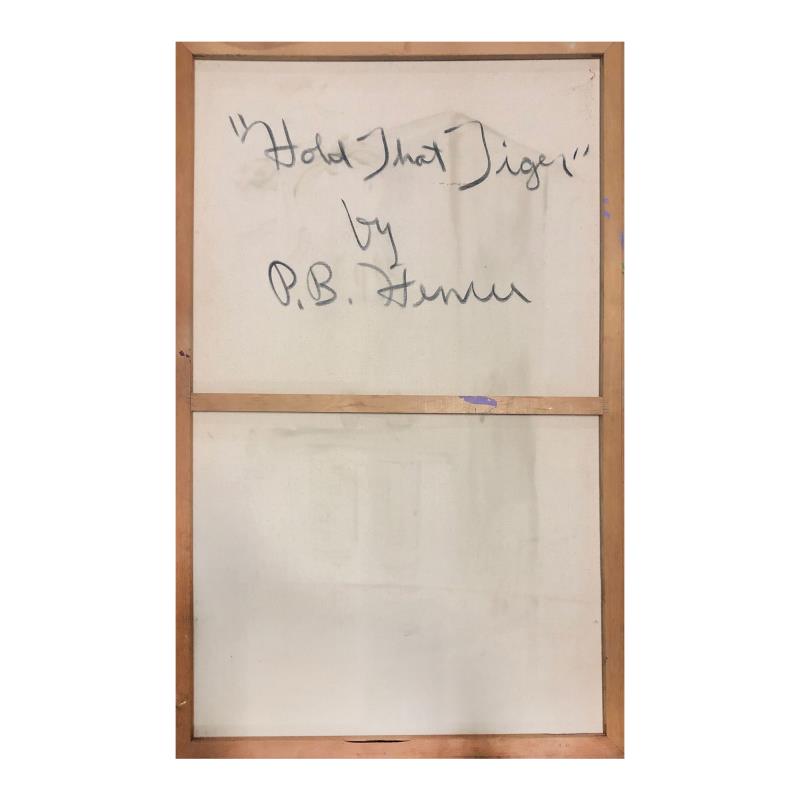 "Hold That Tiger"
by
P.B.